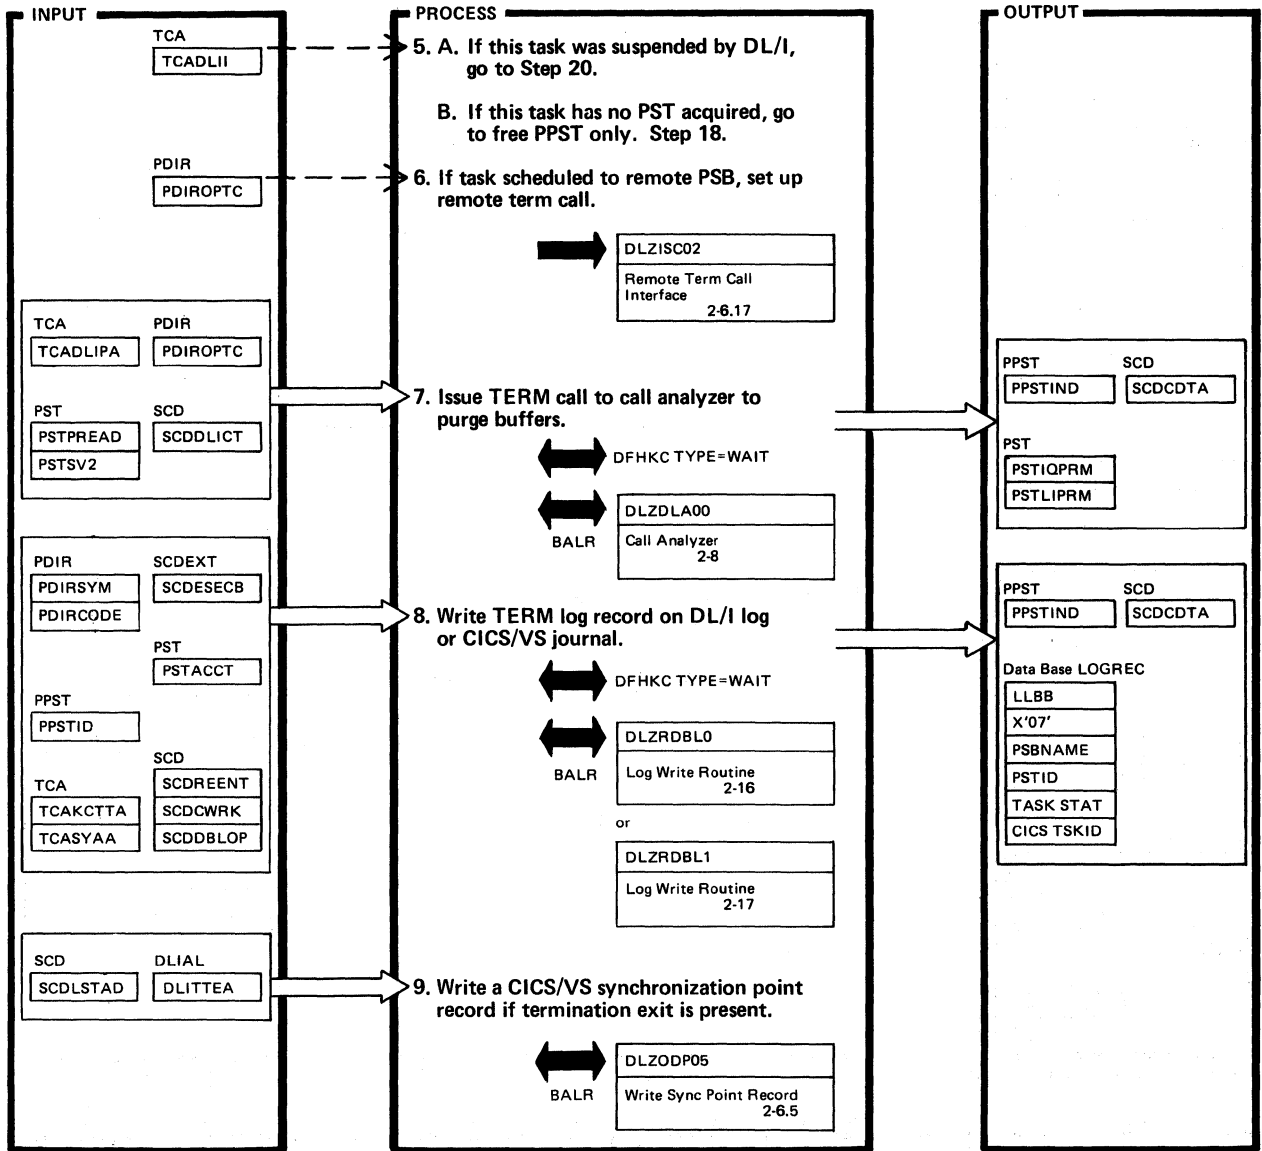 INPUT
PROCESS
OUTPUT
TCA
TCADLII
5. A. If this task was suspended by DL/I,
go to Step 20.
B. If this task has no PST acquired, go
to free PPST only. Step 18.
PDIR
PDIROPTC
6. If task scheduled to remote PSB, set up
remote term call.
DLZISC02
Remote Term Call
Interface
2-6.17
TCA PDIR
TCADLIPA PDIROPTC
PST SCD
PSTPREAD SCDDLICT
PSTSV2
7. Issue TERM call to call analyzer to
purge buffers.
DFHKC TYPE=WAIT
DLZDLA00
BALR
Call Analyzer
2-8
PPST SCD
PPSTIND SCDCDTA
PST
PSTIQPRM
PSTLIPRM
PDIR SCDEXT
PDIRSYM SCDESECB
PDIRCODE
PST
PSTACCT
PPST
PPSTID
SCD
TCA SCDREENT
TCAKCTTA SCDCWRK
TCASYAA SCDDBLOP
8. Write TERM log record on DL/I log
or CICS/VS journal.
DFHKC TYPE=WAIT
DLZRDBL0
BALR
Log Write Routine
2-16
or
DLZRDBL1
Log Write Routine
2-17
PPST SCD
PPSTIND SCDCDTA
Data Base LOGREC
LLBB
X'07'
PSBNAME
PSTID
TASK STAT
CICS TSKID
SCD DLIAL
SCDLSTAD DLITTEA
9. Write a CICS/VS synchronization point
record if termination exit is present.
DLZODP05
BALR
Write Sync Point Record
2-6.5